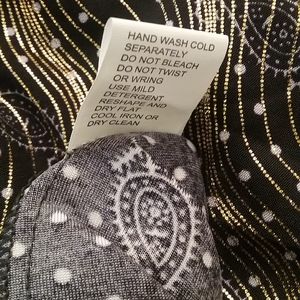 HAND WASH COLD
SEPARATELY
DO NOT BLEACH
DO NOT TWIST
OR WRING
USE MILD
DETERGENT
RESHAPE AND
DRY FLAT
COOL IRON OR
DRY CLEAN